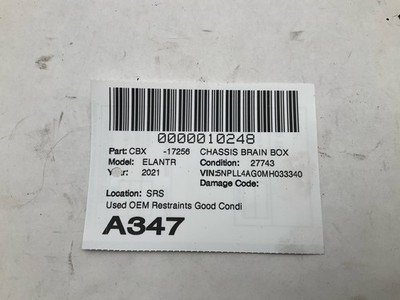 0000010248
Part: CBX -17256 CHASSIS BRAIN BOX
Model: ELANTR Condition: 27743
Year: 2021 VIN:5NPLL4AG0MH033340
Damage Code:
Location: SRS
Used OEM Restraints Good Condi
A347